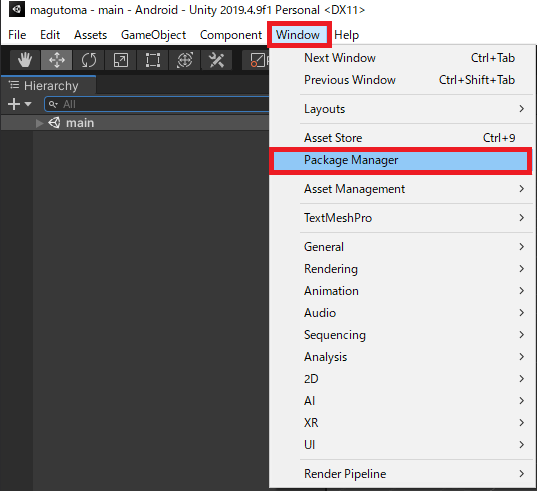 magutoma - main - Android - Unity 2019.4.9f1 Personal <DX11>
File Edit Assets GameObject Component Window Help
Hierarchy
All
main
Next Window Ctrl+Tab
Previous Window Ctrl+Shift+Tab
Layouts
Asset Store Ctrl+9
Package Manager
Asset Management
TextMeshPro
General
Rendering
Animation
Audio
Sequencing
Analysis
2D
AI
XR
UI
Render Pipeline